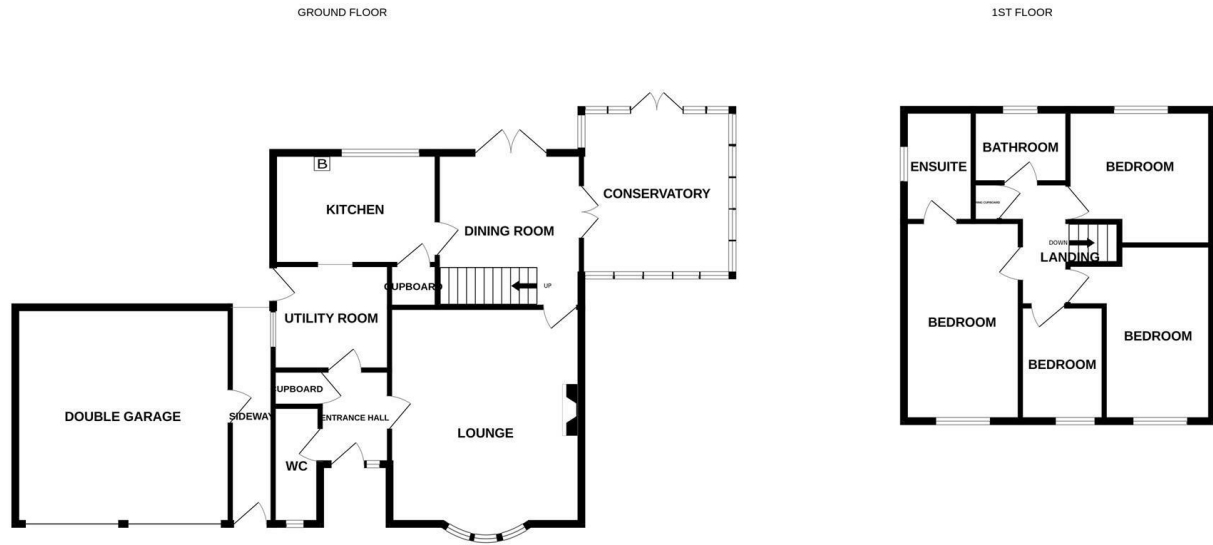 GROUND FLOOR
1ST FLOOR
B
KITCHEN
DINING ROOM
CONSERVATORY
CUPBOARD
UP
UTILITY ROOM
CUPBOARD
ENTRANCE HALL
DOUBLE GARAGE
SIDEWAY
LOUNGE
WC
ENSUITE
BATHROOM
BEDROOM
CUPBOARD
DOWN
LANDING
BEDROOM
BEDROOM
BEDROOM